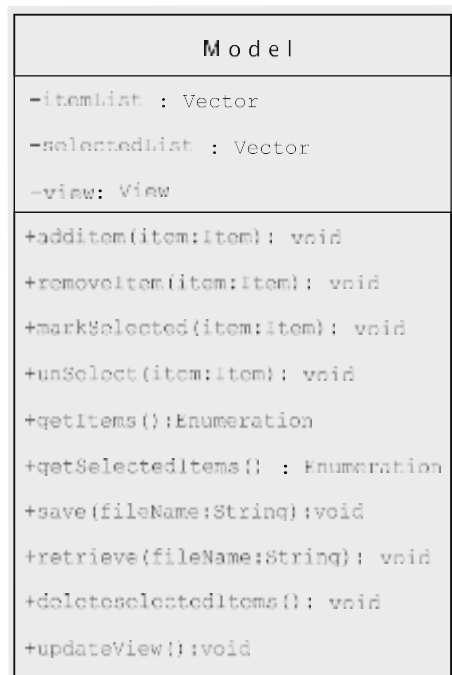 Model
-itemList : Vector
-selectedList : Vector
-view: View
+additem(item:Item): void
+removeItem(item:Item): void
+markSelected(item:Item): void
+unSelect(item:Item): void
+getItems():Enumeration
+getSelectedItems() : Enumeration
+save(fileName:String):void
+retrieve(fileName:String): void
+deleteselectedItems(): void
+updateView():void